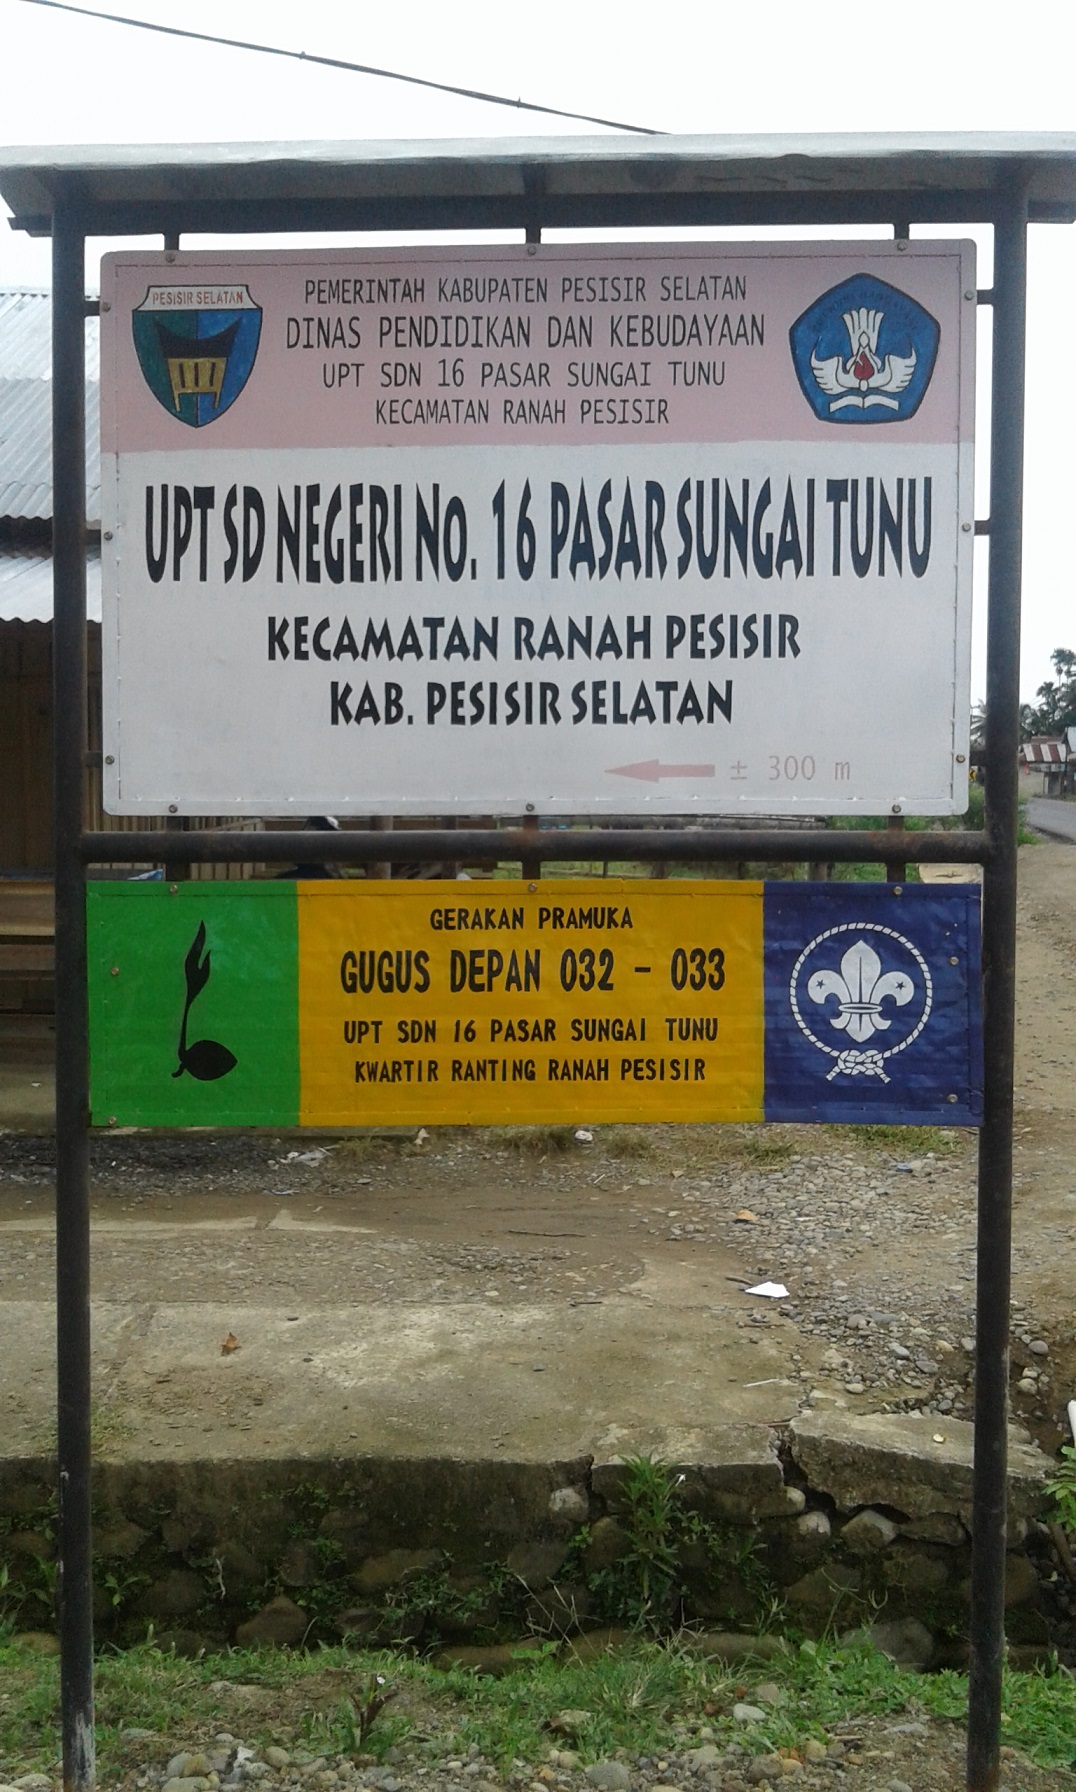 PESISIR SELATAN
PEMERINTAH KABUPATEN PESISIR SELATAN
DINAS PENDIDIKAN DAN KEBUDAYAAN
UPT SDN 16 PASAR SUNGAI TUNU
KECAMATAN RANAH PESISIR
UPT SD NEGERI No. 16 PASAR SUNGAI TUNU
KECAMATAN RANAH PESISIR
KAB. PESISIR SELATAN
± 300 m
GERAKAN PRAMUKA
GUGUS DEPAN 032 - 033
UPT SDN 16 PASAR SUNGAI TUNU
KWARTIR RANTING RANAH PESISIR